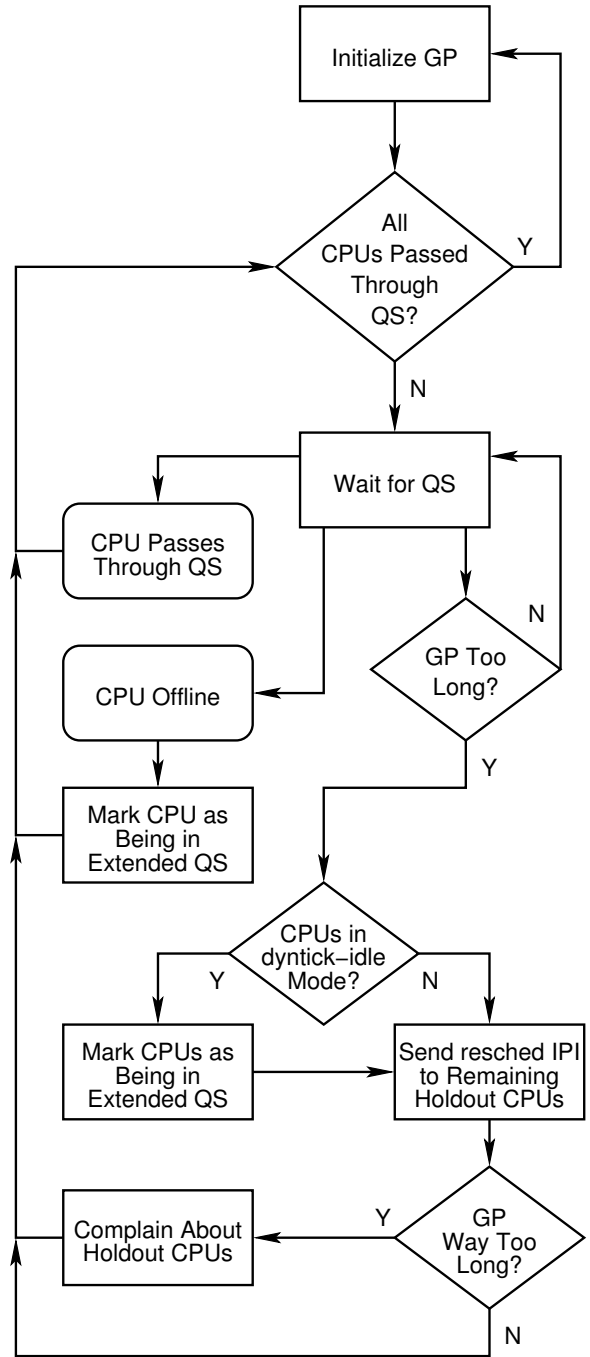 Initialize GP
All
CPUs Passed
Through
QS?
Y
N
Wait for QS
CPU Passes
Through QS
N
GP Too
Long?
CPU Offline
Y
Mark CPU as
Being in
Extended QS
CPUs in
dyntick−idle
Mode?
Y
N
Mark CPUs as
Being in
Extended QS
Send resched IPI
to Remaining
Holdout CPUs
Complain About
Holdout CPUs
Y
GP
Way Too
Long?
N